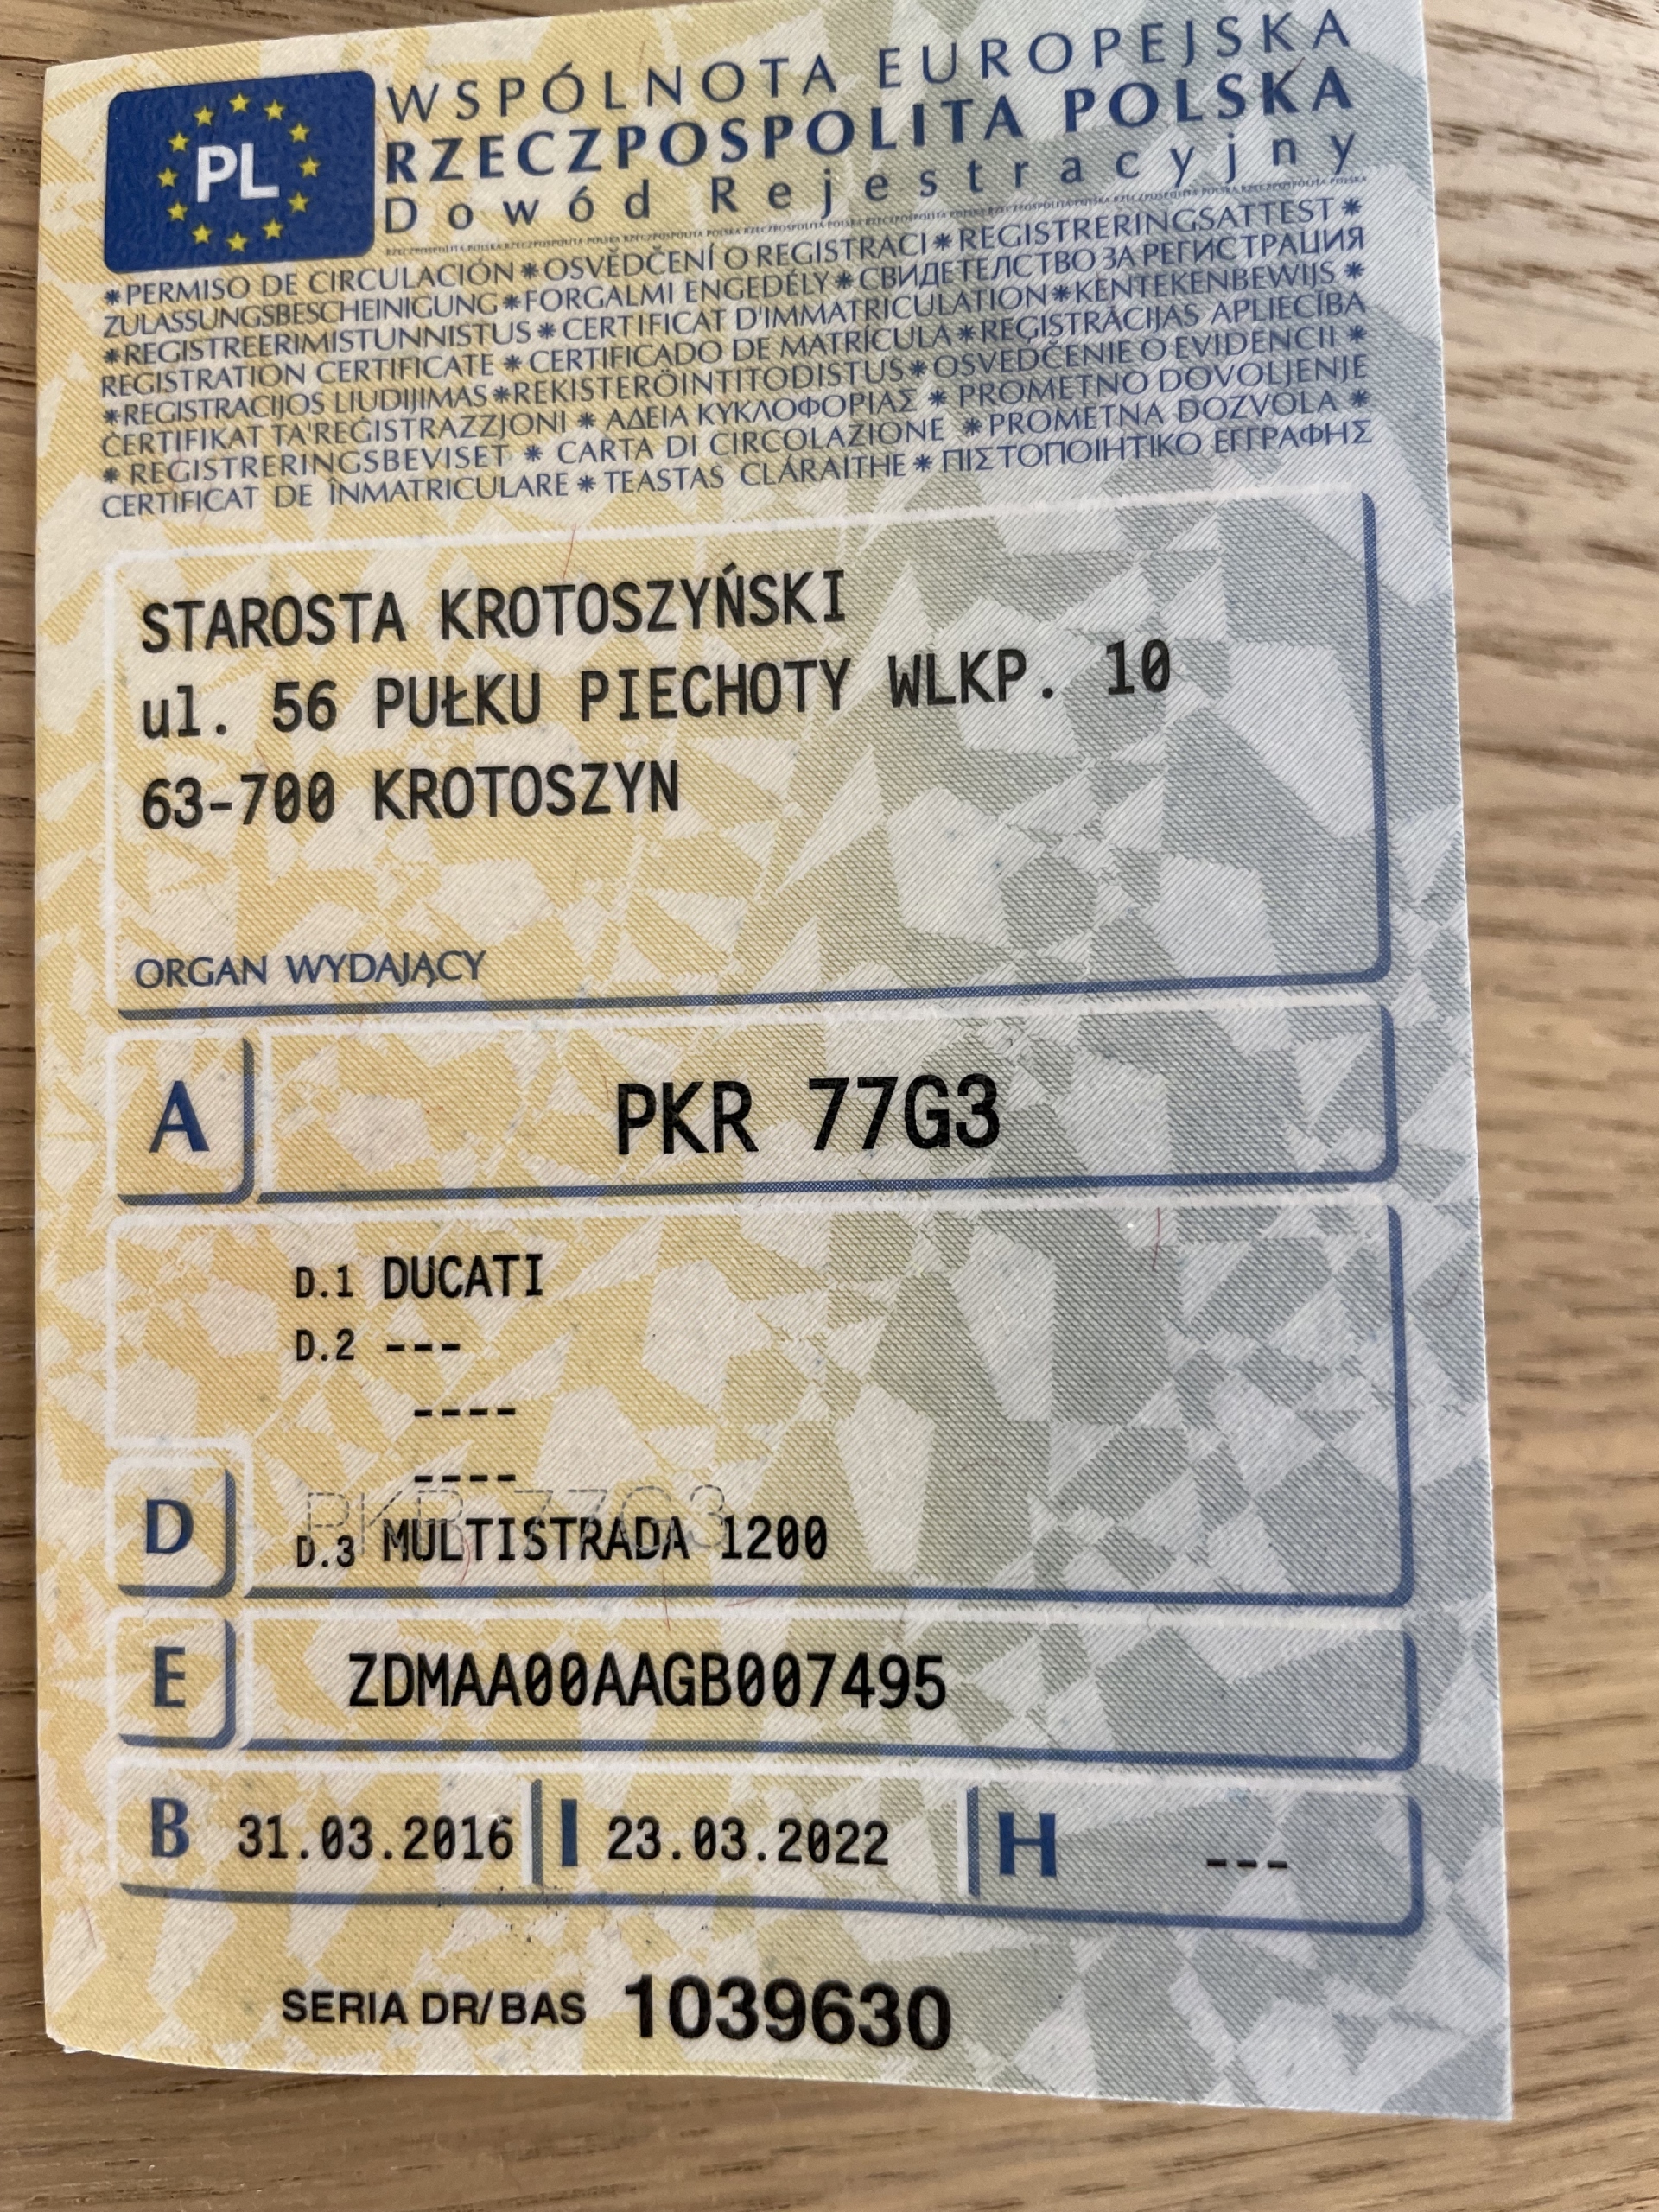 PL
WSPÓLNOTA EUROPEJSKA
RZECZPOSPOLITA POLSKA
Dowód Rejestracyjny
*PERMISO DE CIRCULACIÓN*OSVĚDČENÍ O REGISTRACI*REGISTRERINGSATTEST*
ZULASSUNGSBESCHEINIGUNG*FORGALMI ENGEDÉLY*СВИДЕТЕЛСТВО ЗА РЕГИСТРАЦИЯ
*REGISTREERIMISTUNNISTUS*CERTIFICAT D'IMMATRICULATION*KENTEKENBEWIJS*
REGISTRATION CERTIFICATE*CERTIFICADO DE MATRÍCULA*REĢISTRĀCIJAS APLIECĪBA
*REGISTRACIJOS LIUDIJIMAS*REKISTERÖINTITODISTUS*OSVEDČENIE O EVIDENCII*
ĊERTIFIKAT TA'REĠISTRAZZJONI*ΑΔΕΙΑ ΚΥΚΛΟΦΟΡΙΑΣ*PROMETNO DOVOLJENJE
*REGISTRERINGSBEVISET*CARTA DI CIRCOLAZIONE*PROMETNA DOZVOLA*
CERTIFICAT DE ÎNMATRICULARE*TEASTAS CLÁRAITHE*ΠΙΣΤΟΠΟΙΗΤΙΚΟ ΕΓΓΡΑΦΗΣ
STAROSTA KROTOSZYŃSKI
ul. 56 PUŁKU PIECHOTY WLKP. 10
63-700 KROTOSZYN
ORGAN WYDAJĄCY
A PKR 77G3
D.1 DUCATI
D.2 ---
----
----
PKR 77G3
D D.3 MULTISTRADA 1200
E ZDMAA00AAGB007495
B 31.03.2016 I 23.03.2022 H ---
SERIA DR/BAS 1039630